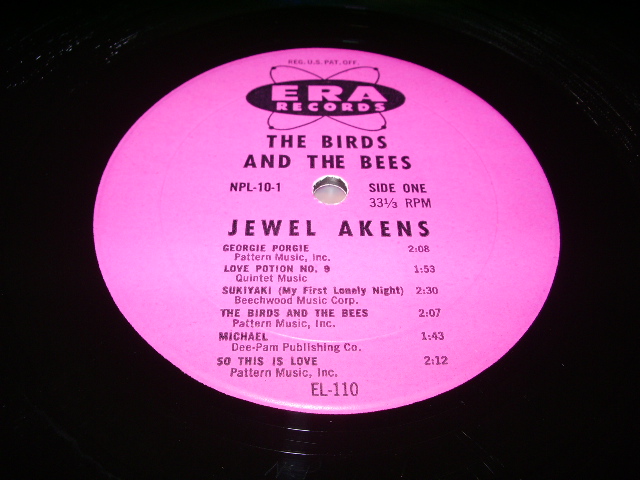 REG. U.S. PAT. OFF.
ERA
RECORDS
THE BIRDS
AND THE BEES
NPL-10-1 SIDE ONE
33⅓ RPM
JEWEL AKENS
GEORGIE PORGIE 2:08
Pattern Music, Inc.
LOVE POTION NO. 9 1:53
Quintet Music
SUKIYAKI (My First Lonely Night) 2:30
Beechwood Music Corp.
THE BIRDS AND THE BEES 2:07
Pattern Music, Inc.
MICHAEL 1:43
Dee-Pam Publishing Co.
SO THIS IS LOVE 2:12
Pattern Music, Inc.
EL-110